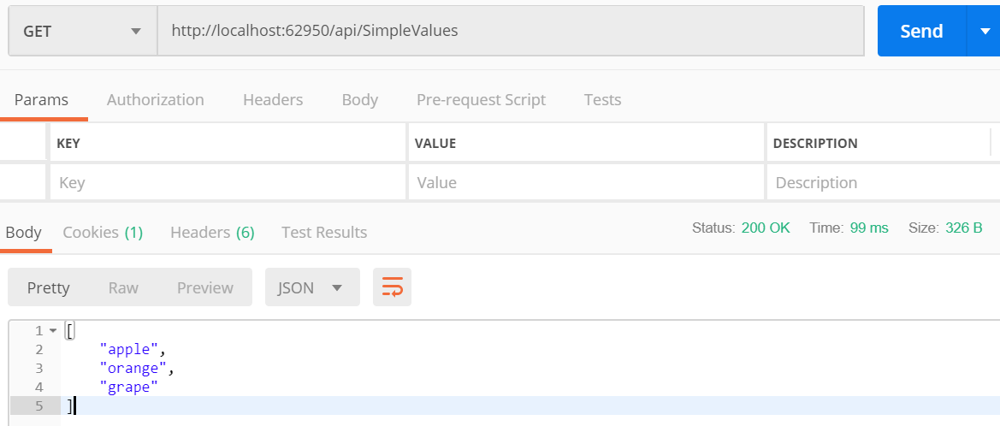 GET http://localhost:62950/api/SimpleValues Send
Params Authorization Headers Body Pre-request Script Tests
KEY VALUE DESCRIPTION
Key Value Description
Body Cookies (1) Headers (6) Test Results Status: 200 OK Time: 99 ms Size: 326 B
Pretty Raw Preview JSON
1 [
2 "apple",
3 "orange",
4 "grape"
5 ]